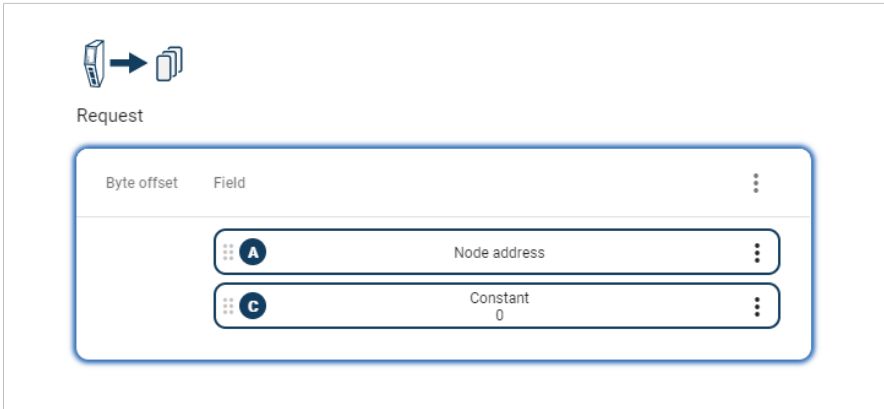 Request
Byte offset Field
A Node address
C Constant
0